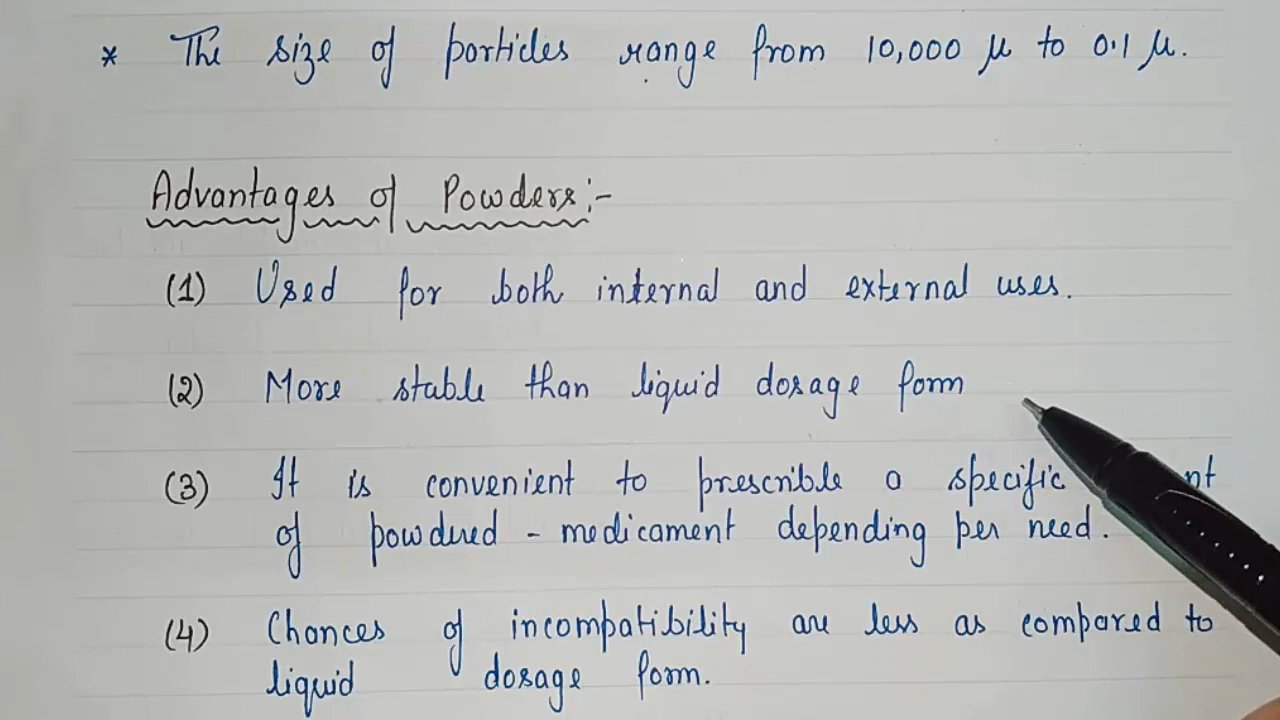 * The size of particles range from 10,000 μ to 0.1 μ.
Advantages of Powders:-
(1) Used for both internal and external uses.
(2) More stable than liquid dosage form
(3) It is convenient to prescrible a specific
of powdured - medicament depending per need.
(4) Chances of incompatibility are less as compared to
liquid dosage form.